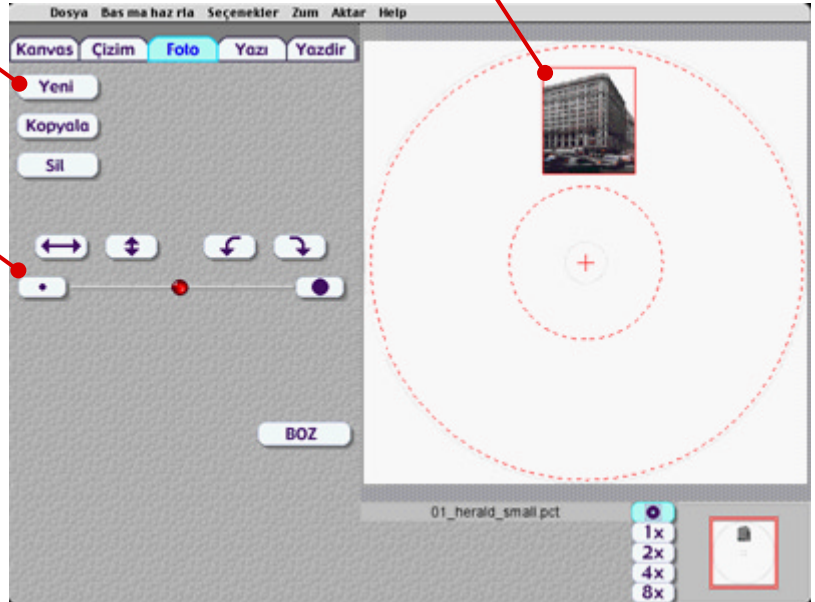 Dosya Bas ma haz rla Seçenekler Zum Aktar Help
Kanvas Çizim Foto Yazı Yazdir
Yeni
Kopyala
Sil
BOZ
01_herald_small.pct
1x
2x
4x
8x